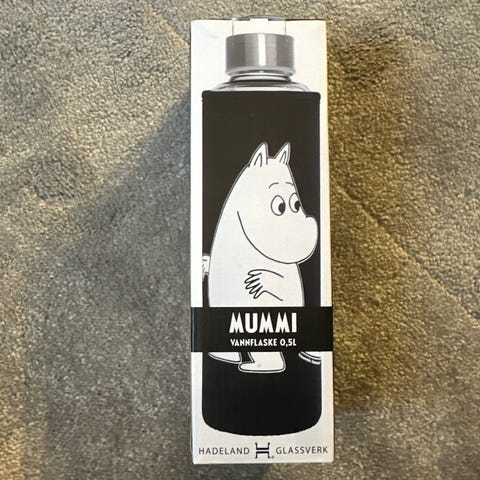 MUMMI
VANNFLASKE 0,5L
HADELAND GLASSVERK